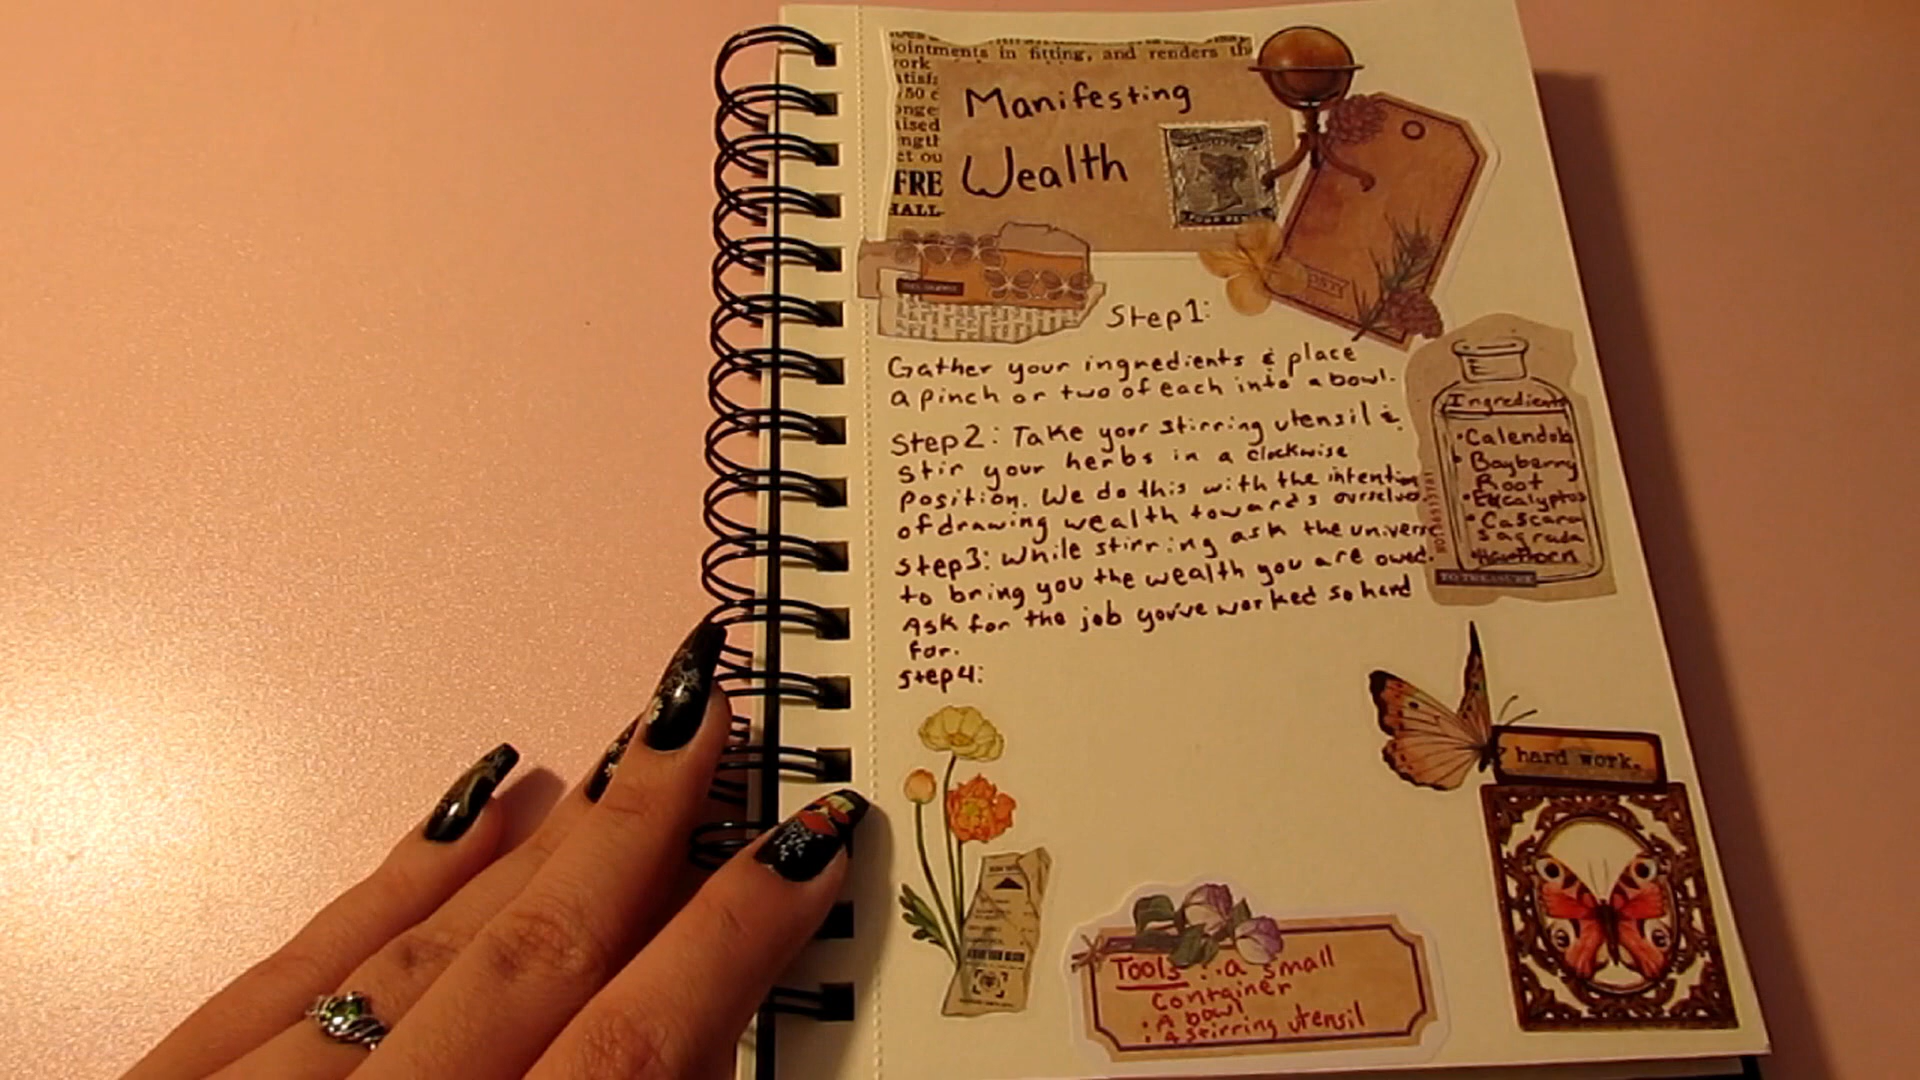 ointments in fitting, and renders th
Manifesting
Wealth
FRE
HALL-
Step1:
Gather your ingredients & place
a pinch or two of each into a bowl.
Step2: Take your stirring utensil &
stir your herbs in a clockwise
position. We do this with the intention
of drawing wealth towards ourselves.
Step3: While stirring ask the universe
to bring you the wealth you are owed.
Ask for the job you've worked so hard
for.
Step4:
Ingredients
• Calendula
• Bayberry
Root
• Eucalyptus
• Cascara
Sagrada
• Hawthorn
TO TREASURE
hard work.
Tools: • a small
Container
• A bowl
• A stirring utensil